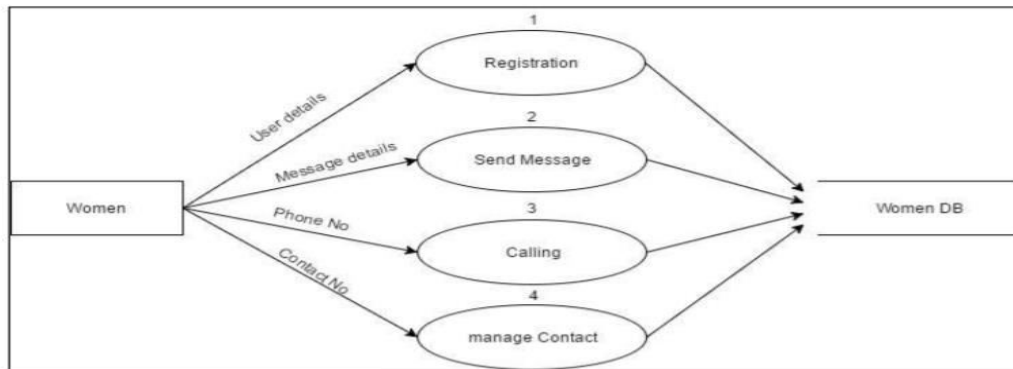 1
Registration
User details
2
Send Message
Message details
Women
3
Women DB
Phone No
Calling
Contact No
4
manage Contact